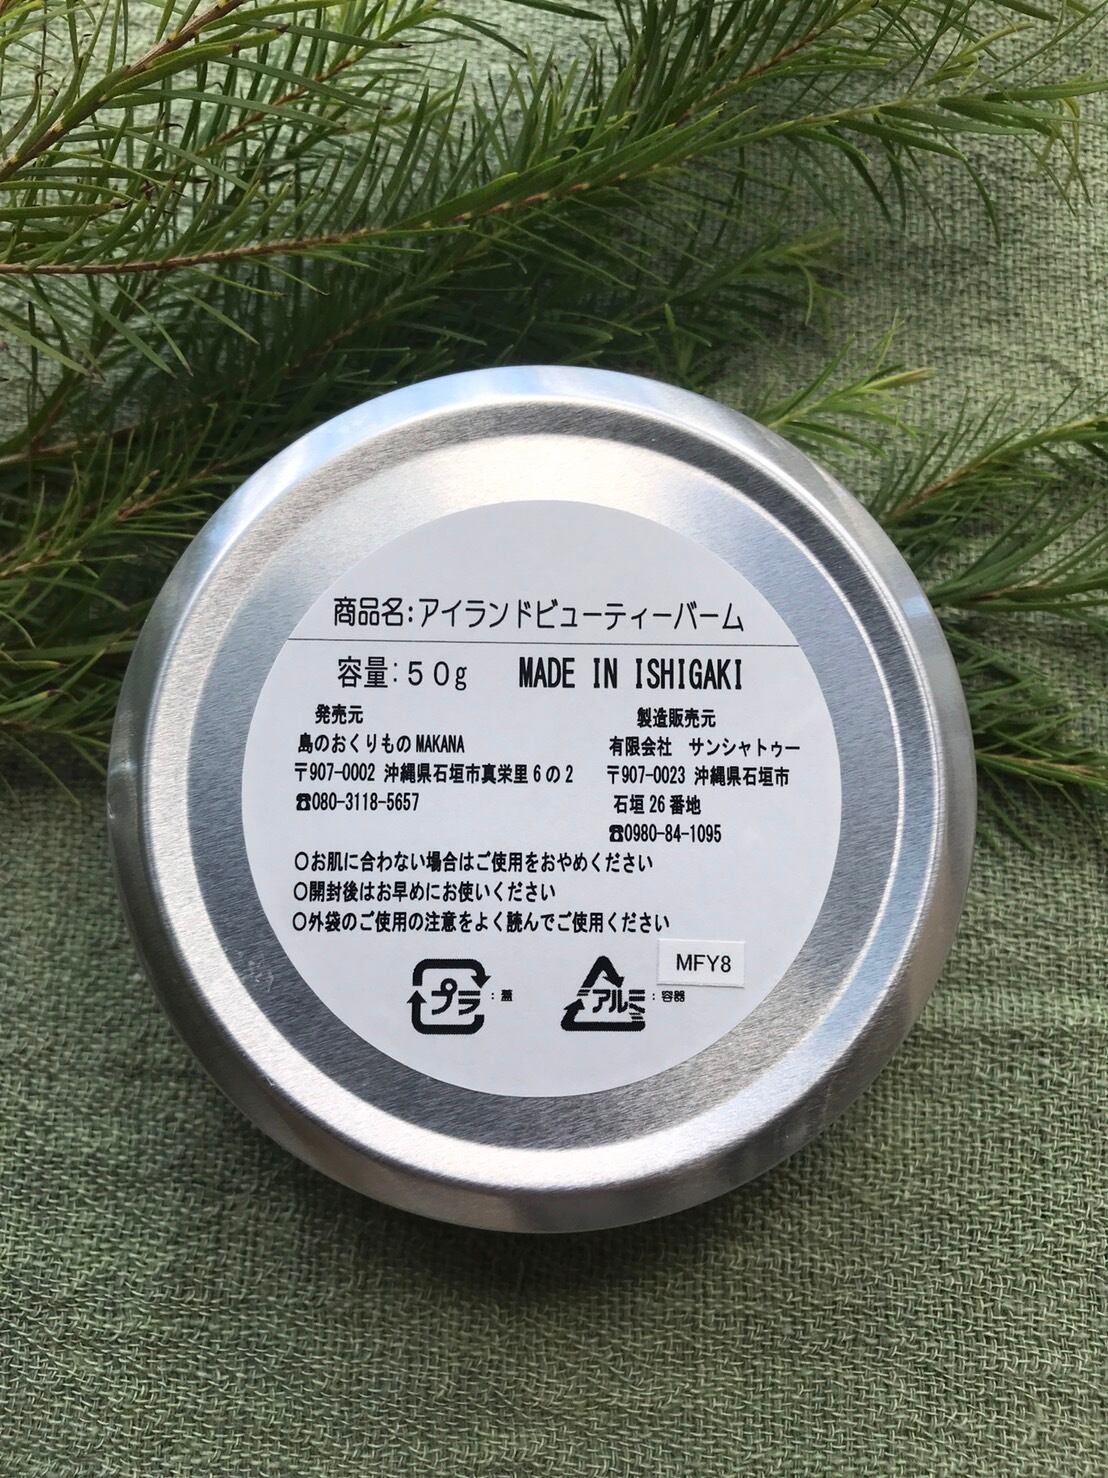 商品名:アイランドビューティーバーム
容量:50g MADE IN ISHIGAKI
発売元
島のおくりものMAKANA
〒907-0002 沖縄県石垣市真栄里6の2
☎080-3118-5657
製造販売元
有限会社 サンシャトゥー
〒907-0023 沖縄県石垣市
石垣26番地
☎0980-84-1095
○お肌に合わない場合はご使用をおやめください
○開封後はお早めにお使いください
○外袋のご使用の注意をよく読んでご使用ください
MFY8
プラ:蓋
アルミ:容器